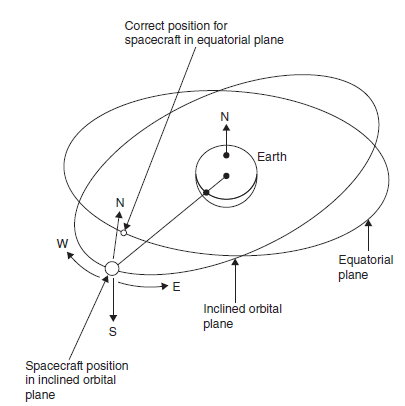 Correct position for
spacecraft in equatorial plane
N
Earth
N
W
E
S
Equatorial
plane
Inclined orbital
plane
Spacecraft position
in inclined orbital
plane